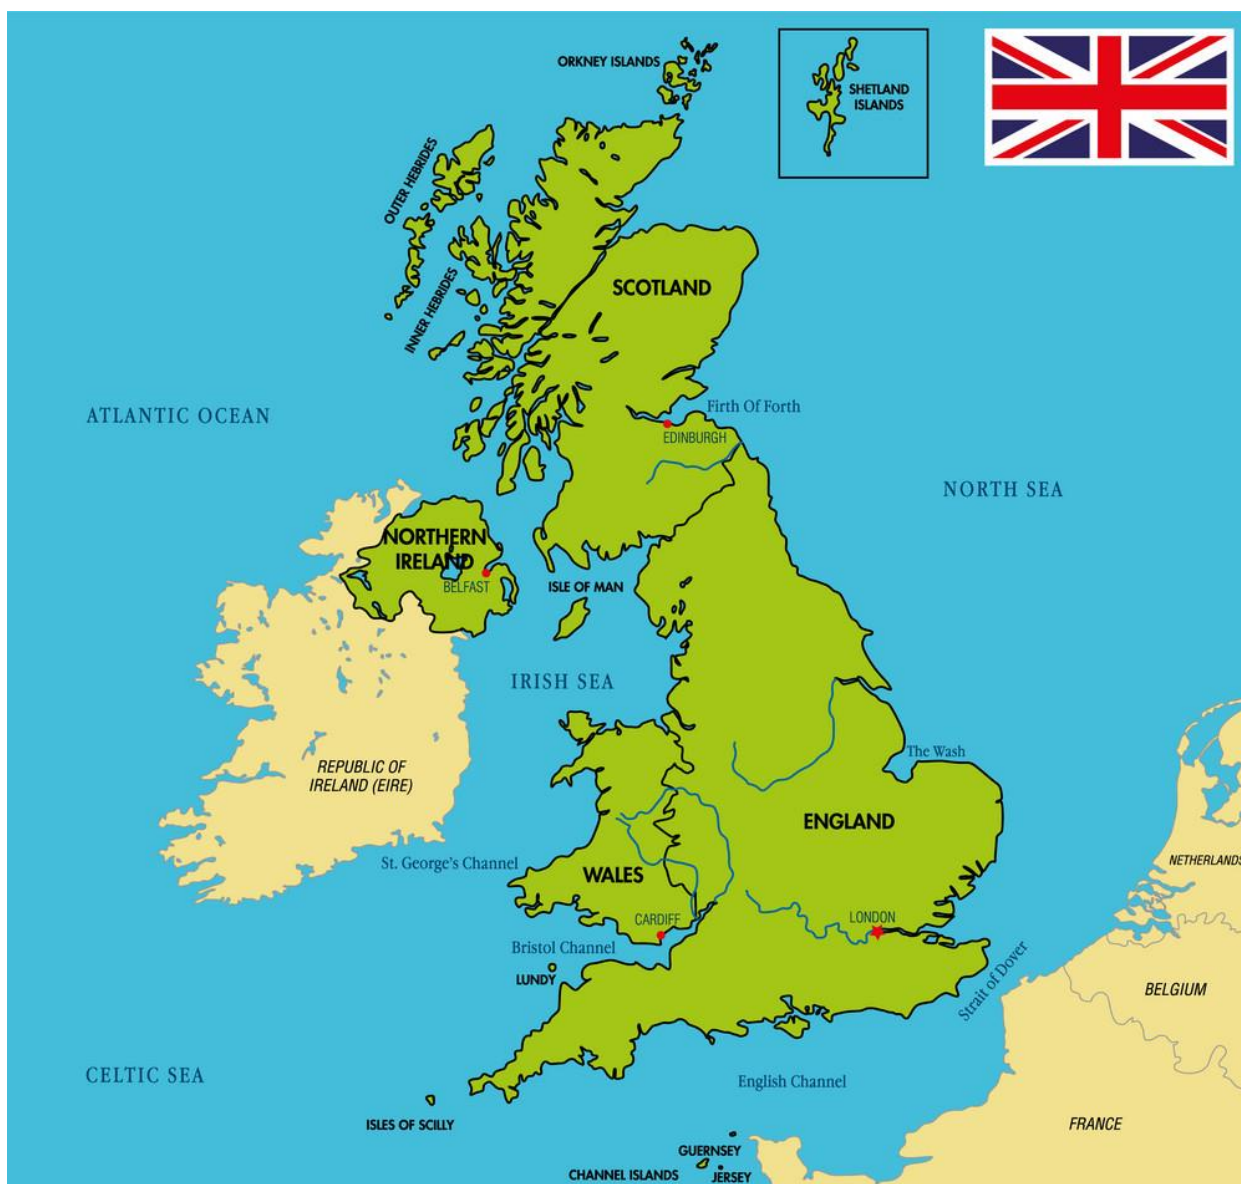 ORKNEY ISLANDS
SHETLAND
ISLANDS
OUTER HEBRIDES
INNER HEBRIDES
SCOTLAND
ATLANTIC OCEAN
Firth Of Forth
EDINBURGH
NORTH SEA
NORTHERN
IRELAND
BELFAST
ISLE OF MAN
IRISH SEA
The Wash
REPUBLIC OF
IRELAND (EIRE)
ENGLAND
St. George's Channel
WALES
NETHERLANDS
CARDIFF
LONDON
Bristol Channel
LUNDY
Strait of Dover
BELGIUM
CELTIC SEA
English Channel
ISLES OF SCILLY
FRANCE
GUERNSEY
CHANNEL ISLANDS
JERSEY